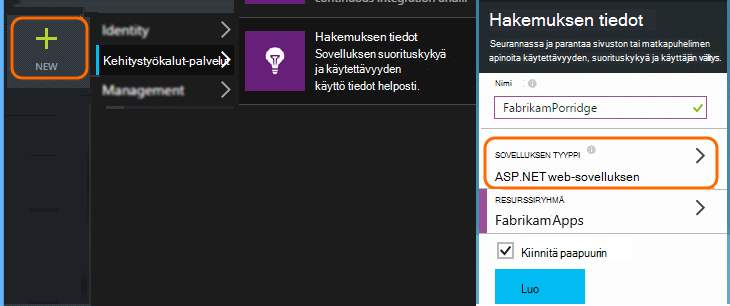 NEW
Identity
Kehitystyökalut-palvelut
Management
continuous integration and...
Hakemuksen tiedot
Sovelluksen suorituskykyä
ja käytettävyyden
käyttö tiedot helposti.
Hakemuksen tiedot
Seurannassa ja parantaa sivuston tai matkapuhelimen
apinoita käytettävyyden, suorituskykyä ja käyttäjän
Nimi
FabrikamPorridge
SOVELLUKSEN TYYPPI
ASP.NET web-sovelluksen
RESURSSIRYHMÄ
FabrikamApps
Kiinnitä paapuurin
Luo